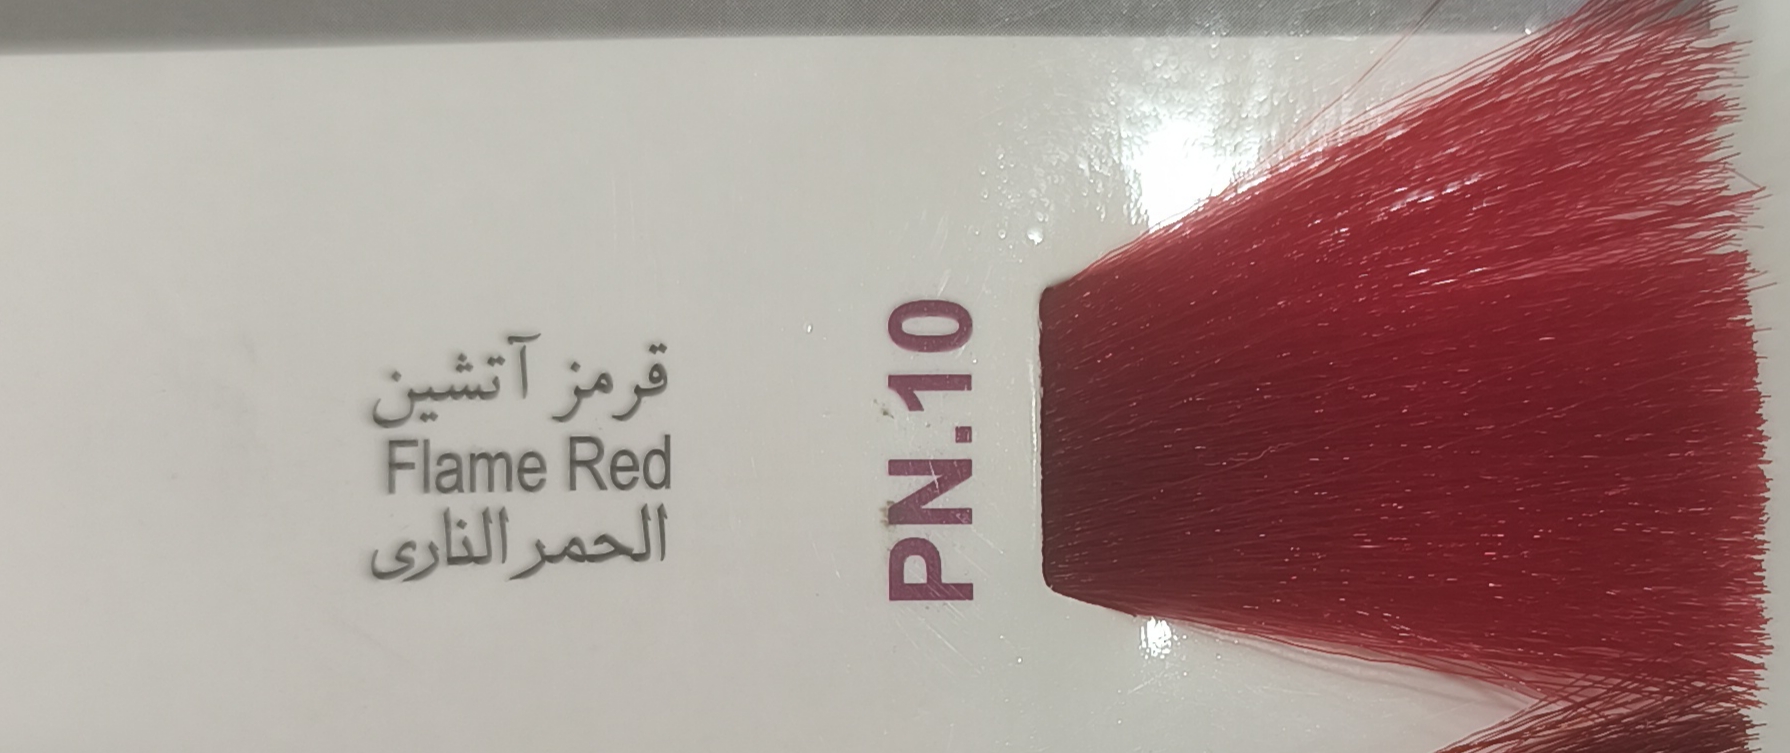 قرمز آتشین
Flame Red
الحمر الناری
PN.10